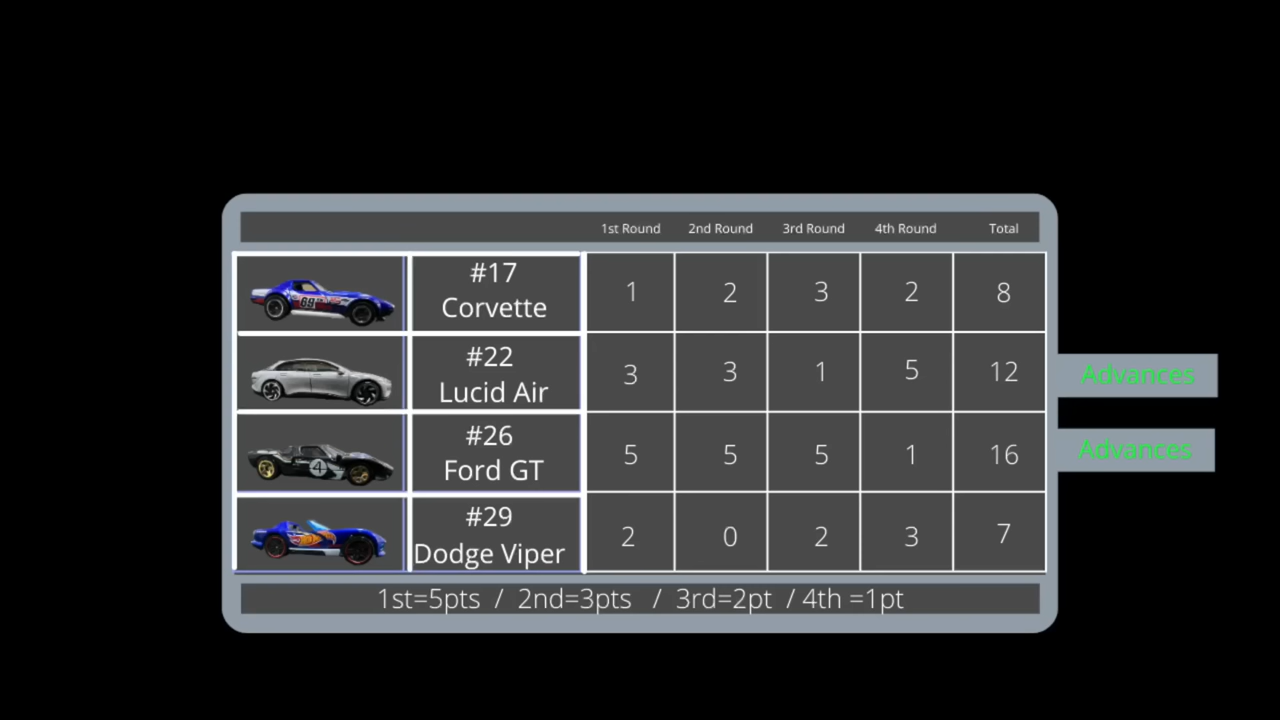 1st Round 2nd Round 3rd Round 4th Round Total
#17
Corvette
1 2 3 2 8
69
#22
Lucid Air
3 3 1 5 12
Advances
#26
Ford GT
5 5 5 1 16
Advances
4
#29
Dodge Viper
2 0 2 3 7
1st=5pts / 2nd=3pts / 3rd=2pt / 4th =1pt